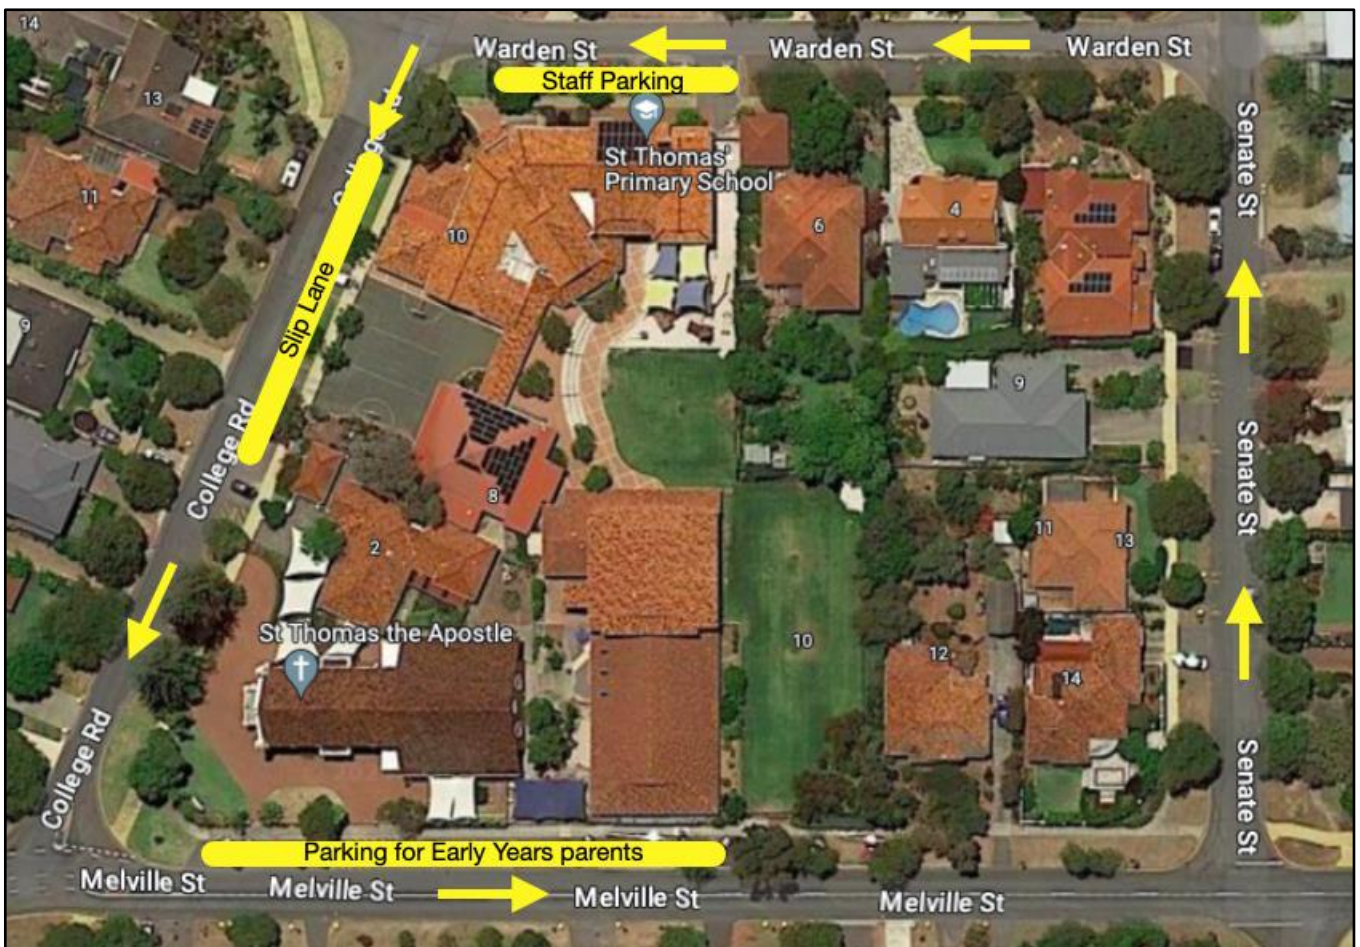 14
Warden St
Warden St
Warden St
Staff Parking
13
Senate St
St Thomas'
Primary School
11
10
6
4
Slip Lane
9
9
College Rd
Senate St
8
11
13
2
St Thomas the Apostle
10
12
14
College Rd
Senate St
Parking for Early Years parents
Melville St
Melville St
Melville St
Melville St